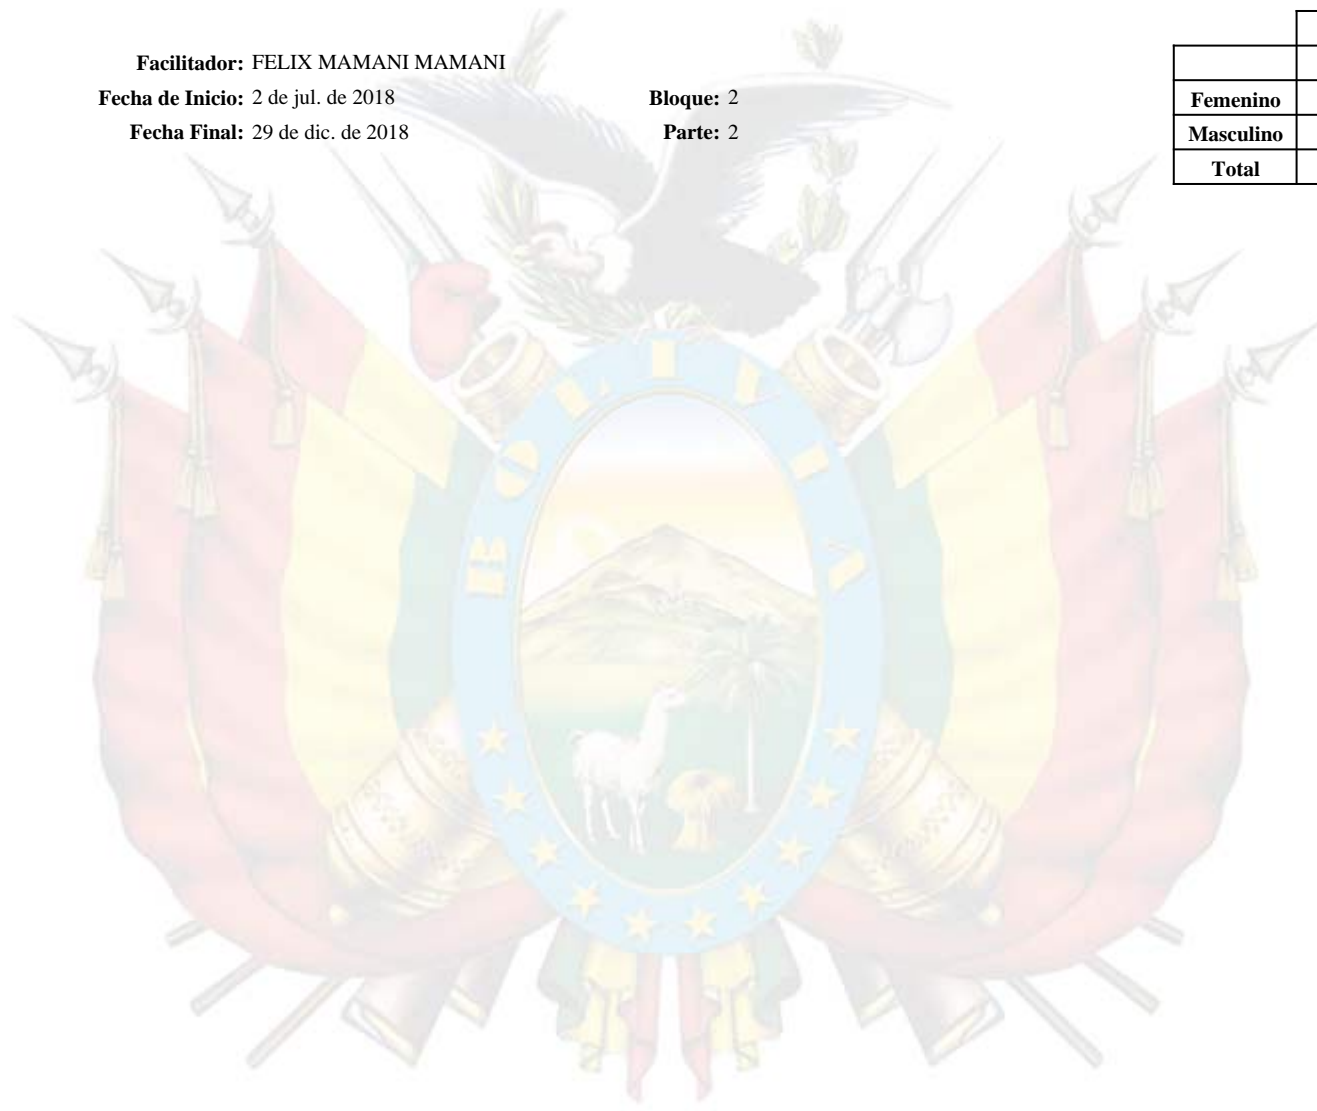 Facilitador: FELIX MAMANI MAMANI
Fecha de Inicio: 2 de jul. de 2018 Bloque: 2
Fecha Final: 29 de dic. de 2018 Parte: 2
Femenino
Masculino
Total
BOLIVIA